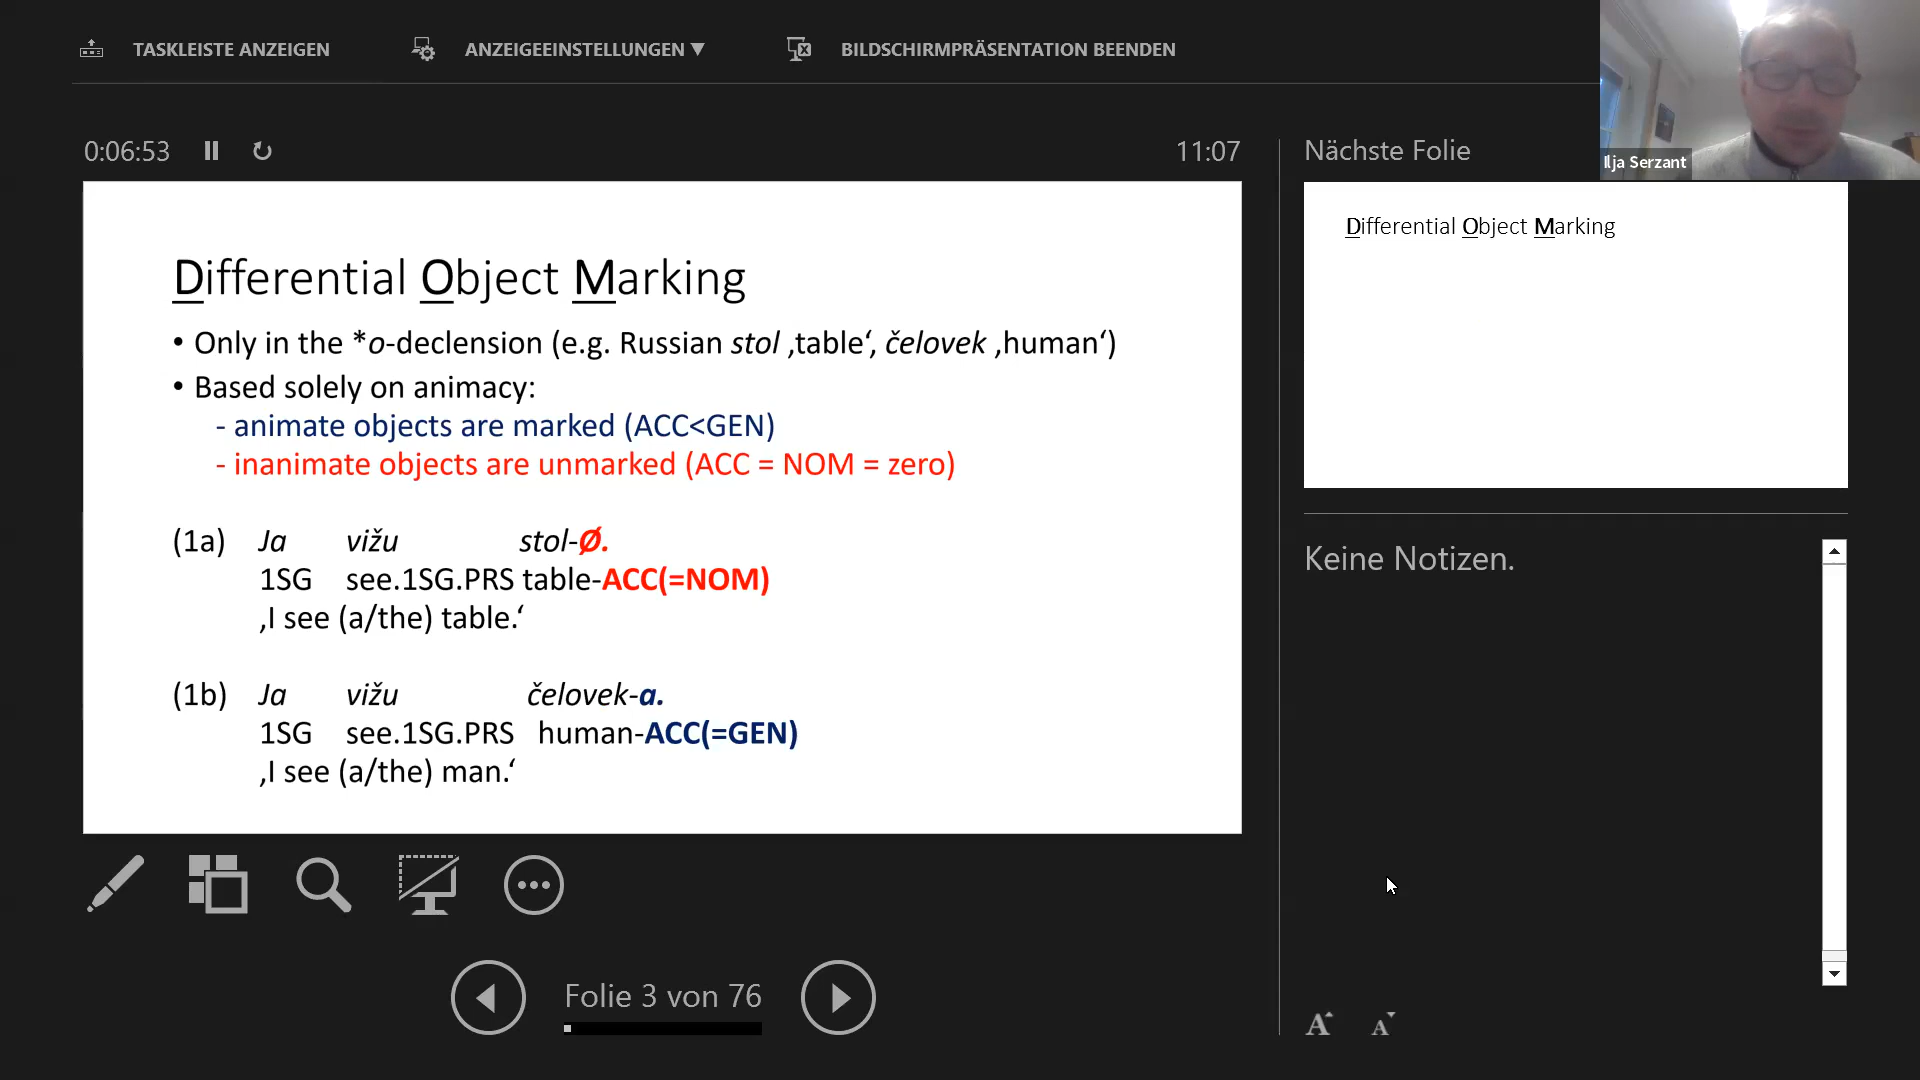 TASKLEISTE ANZEIGEN
ANZEIGEEINSTELLUNGEN ▼
BILDSCHIRMPRÄSENTATION BEENDEN
Ilja Serzant
0:06:53
11:07
Differential Object Marking
• Only in the *o-declension (e.g. Russian stol ‚table‘, čelovek ‚human‘)
• Based solely on animacy:
- animate objects are marked (ACC<GEN)
- inanimate objects are unmarked (ACC = NOM = zero)
(1a) Ja vižu stol-Ø.
1SG see.1SG.PRS table-ACC(=NOM)
‚I see (a/the) table.‘
(1b) Ja vižu čelovek-a.
1SG see.1SG.PRS human-ACC(=GEN)
‚I see (a/the) man.‘
Folie 3 von 76
Nächste Folie
Differential Object Marking
Keine Notizen.
A A